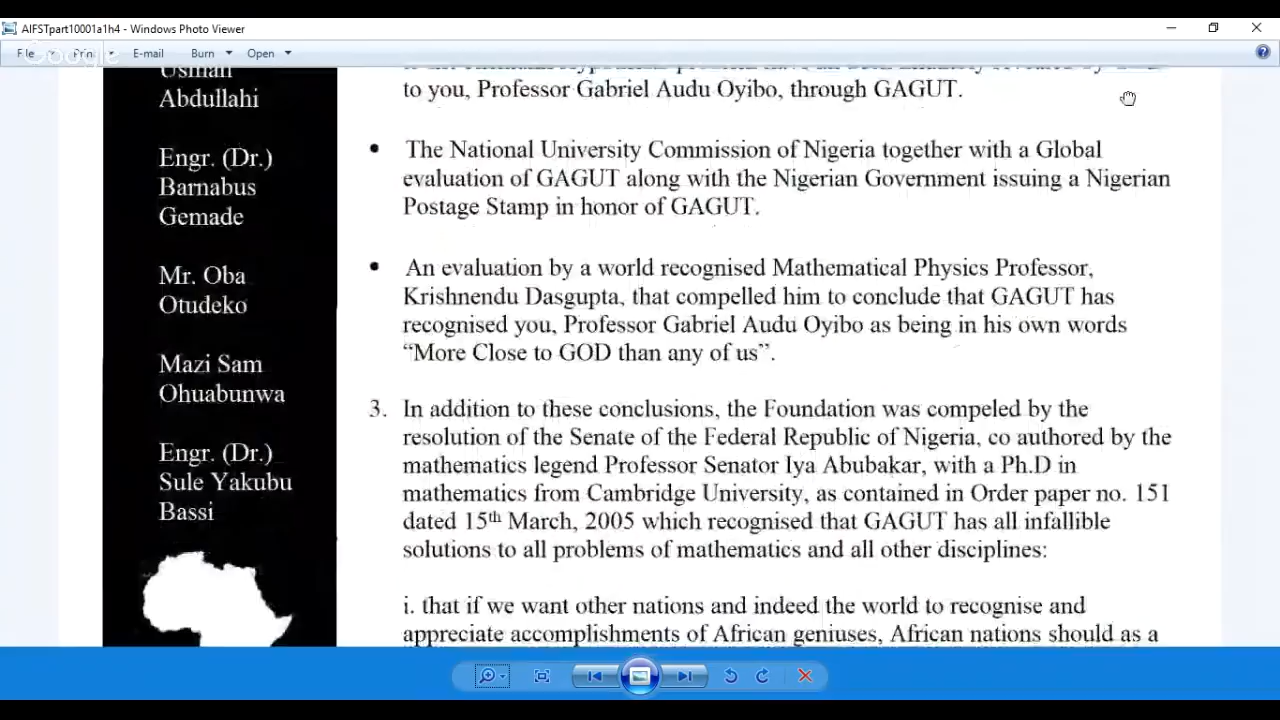 AIFSTpart10001a1h4 - Windows Photo Viewer
File Print E-mail Burn Open
Google
Usman
Abdullahi
Engr. (Dr.)
Barnabus
Gemade
Mr. Oba
Otudeko
Mazi Sam
Ohuabunwa
Engr. (Dr.)
Sule Yakubu
Bassi
to you, Professor Gabriel Audu Oyibo, through GAGUT.
• The National University Commission of Nigeria together with a Global
evaluation of GAGUT along with the Nigerian Government issuing a Nigerian
Postage Stamp in honor of GAGUT.
• An evaluation by a world recognised Mathematical Physics Professor,
Krishnendu Dasgupta, that compelled him to conclude that GAGUT has
recognised you, Professor Gabriel Audu Oyibo as being in his own words
“More Close to GOD than any of us”.
3. In addition to these conclusions, the Foundation was compeled by the
resolution of the Senate of the Federal Republic of Nigeria, co authored by the
mathematics legend Professor Senator Iya Abubakar, with a Ph.D in
mathematics from Cambridge University, as contained in Order paper no. 151
dated 15th March, 2005 which recognised that GAGUT has all infallible
solutions to all problems of mathematics and all other disciplines:
i. that if we want other nations and indeed the world to recognise and
appreciate accomplishments of African geniuses, African nations should as a